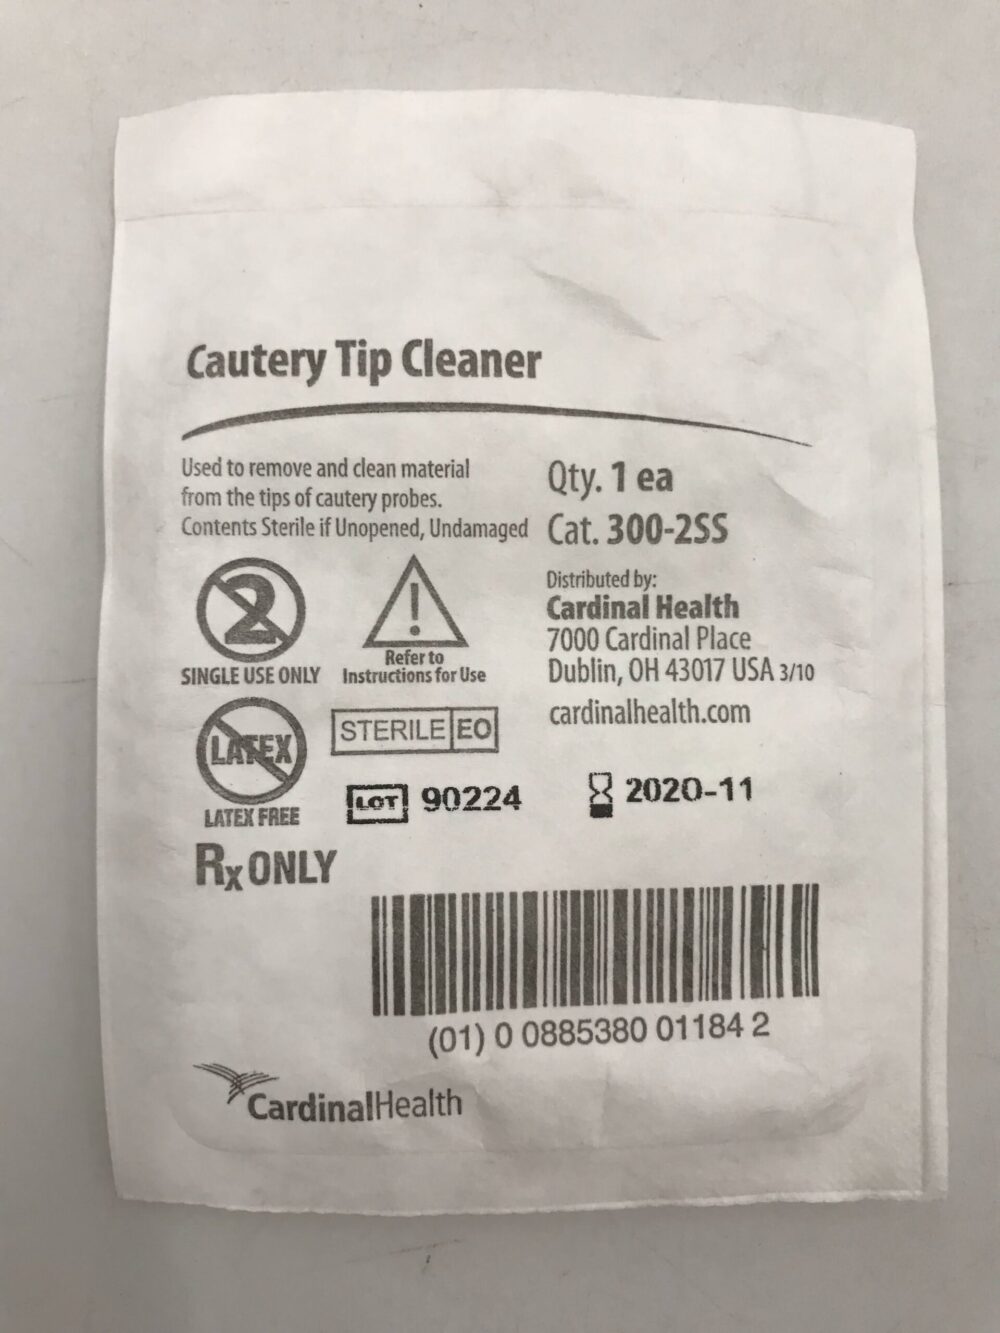 Cautery Tip Cleaner
Used to remove and clean material
from the tips of cautery probes.
Contents Sterile if Unopened, Undamaged
Qty. 1 ea
Cat. 300-2SS
Distributed by:
Cardinal Health
7000 Cardinal Place
Dublin, OH 43017 USA 3/10
cardinalhealth.com
2
SINGLE USE ONLY
!
Refer to
Instructions for Use
LATEX
LATEX FREE
STERILE EO
LOT 90224
2020-11
Rx ONLY
(01) 0 0885380 01184 2
CardinalHealth